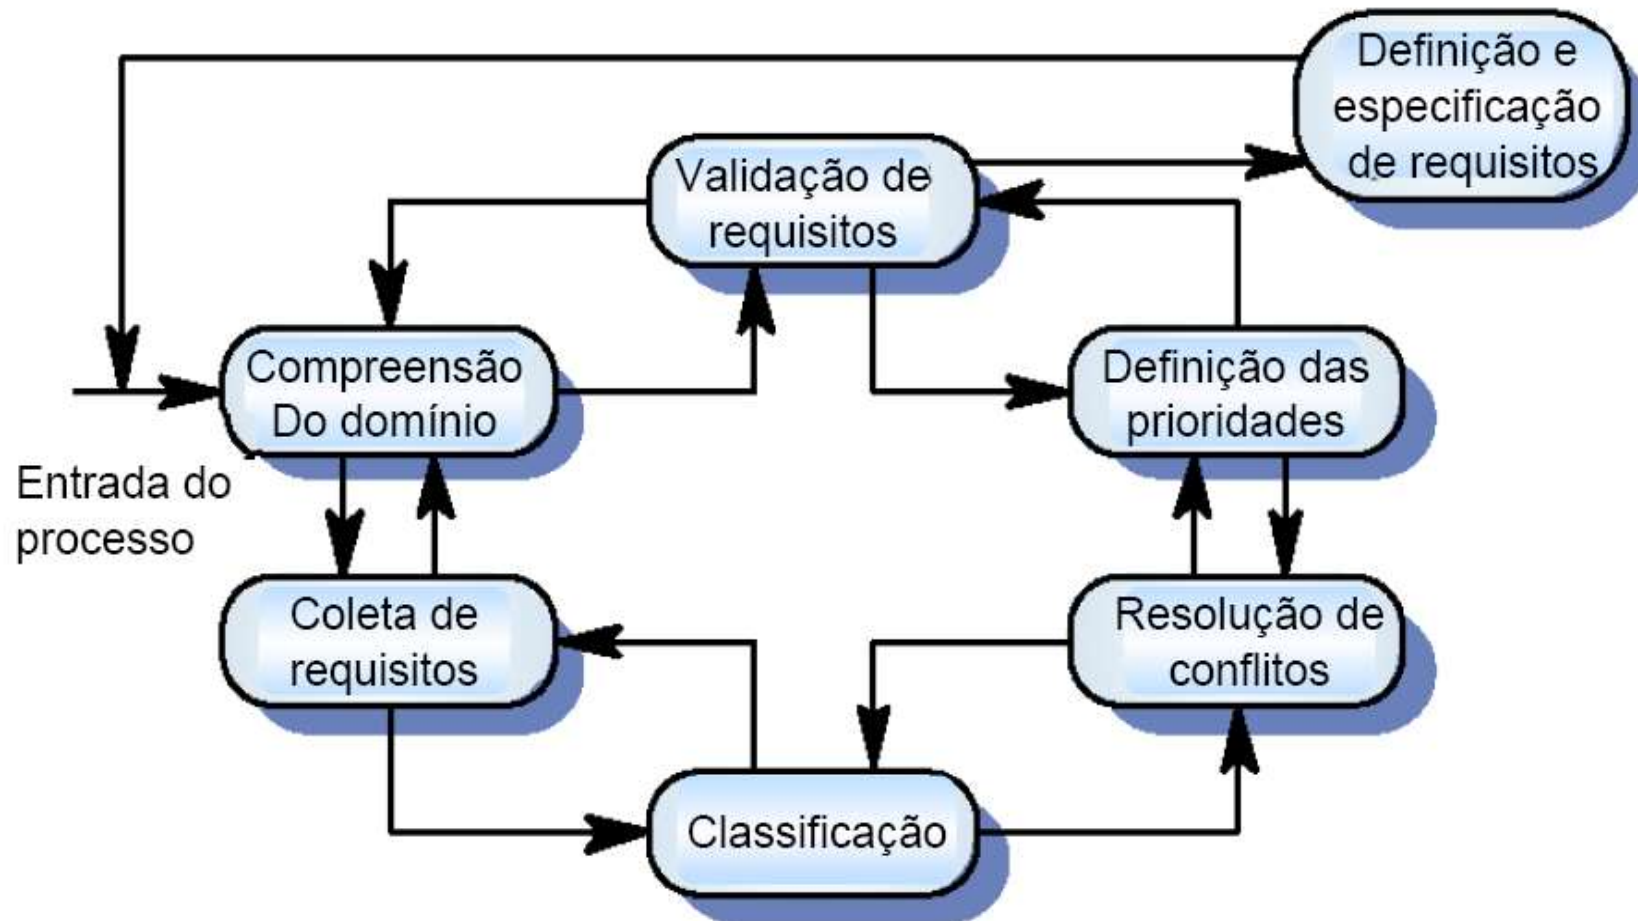 Definição e
especificação
de requisitos
Validação de
requisitos
Compreensão
Do domínio
Definição das
prioridades
Entrada do
processo
Coleta de
requisitos
Resolução de
conflitos
Classificação